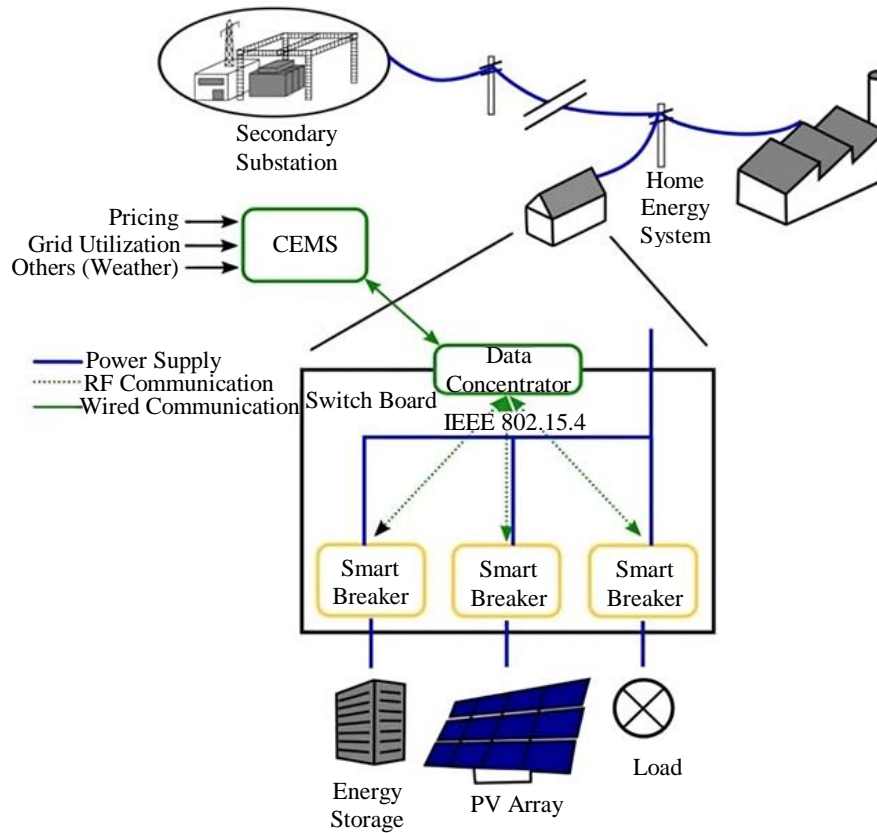 Secondary
Substation
Home
Energy
System
Pricing
Grid Utilization
Others (Weather)
CEMS
Power Supply
RF Communication
Wired Communication
Data
Concentrator
Switch Board
IEEE 802.15.4
Smart
Breaker
Smart
Breaker
Smart
Breaker
Energy
Storage
PV Array
Load